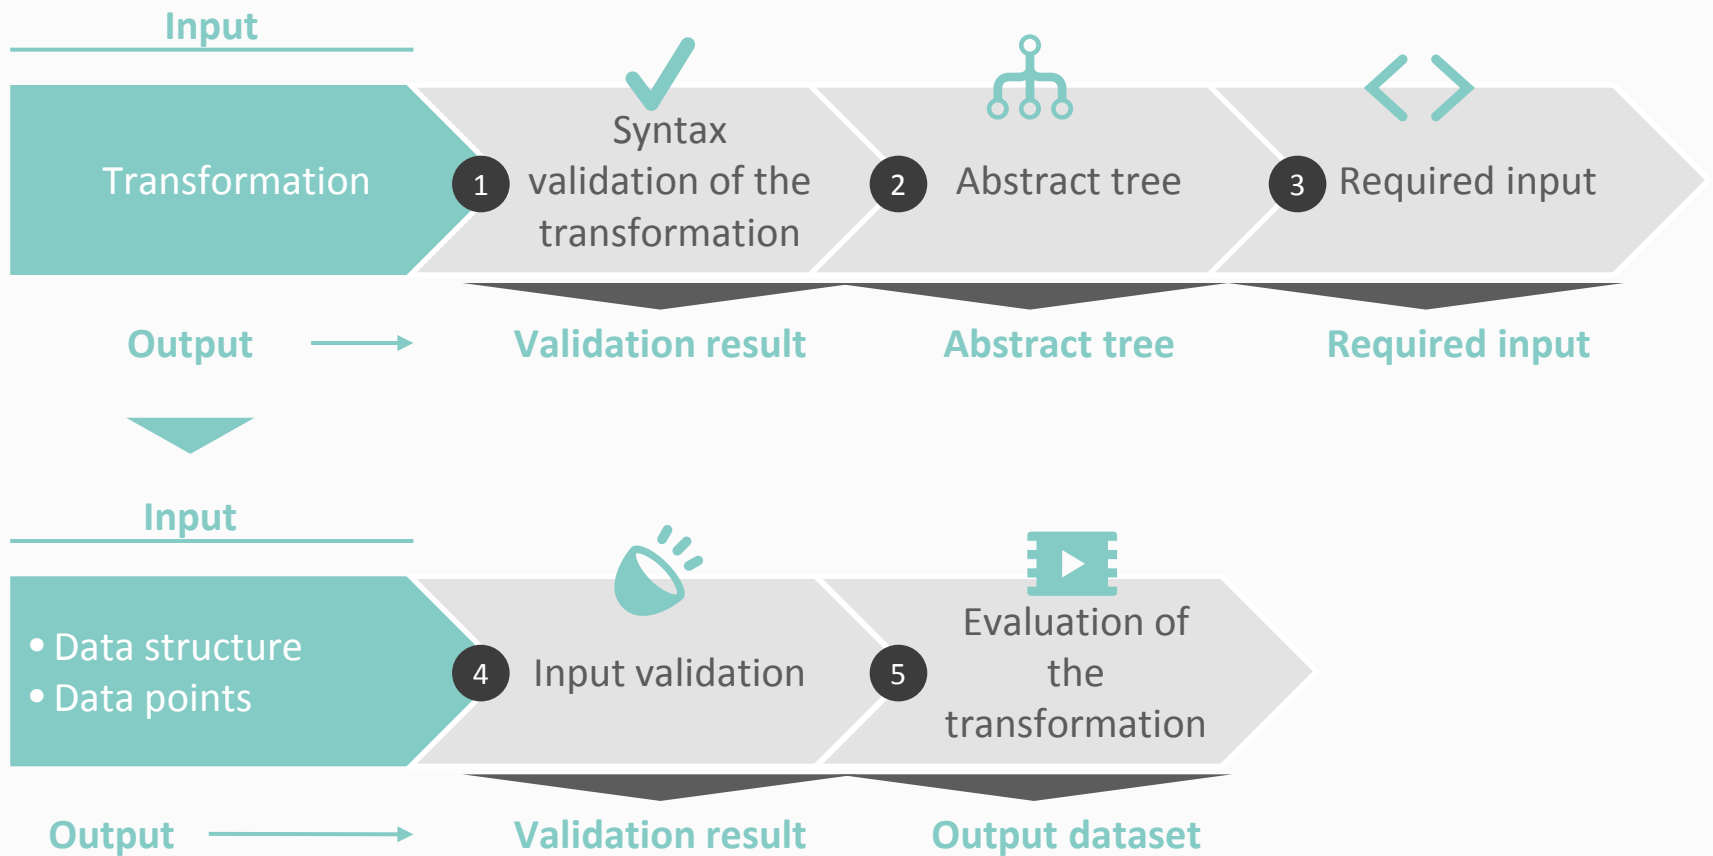 Input
Transformation
1
Syntax
validation of the
transformation
2
Abstract tree
3
Required input
Output
Validation result
Abstract tree
Required input
Input
• Data structure
• Data points
4
Input validation
5
Evaluation of
the
transformation
Output
Validation result
Output dataset